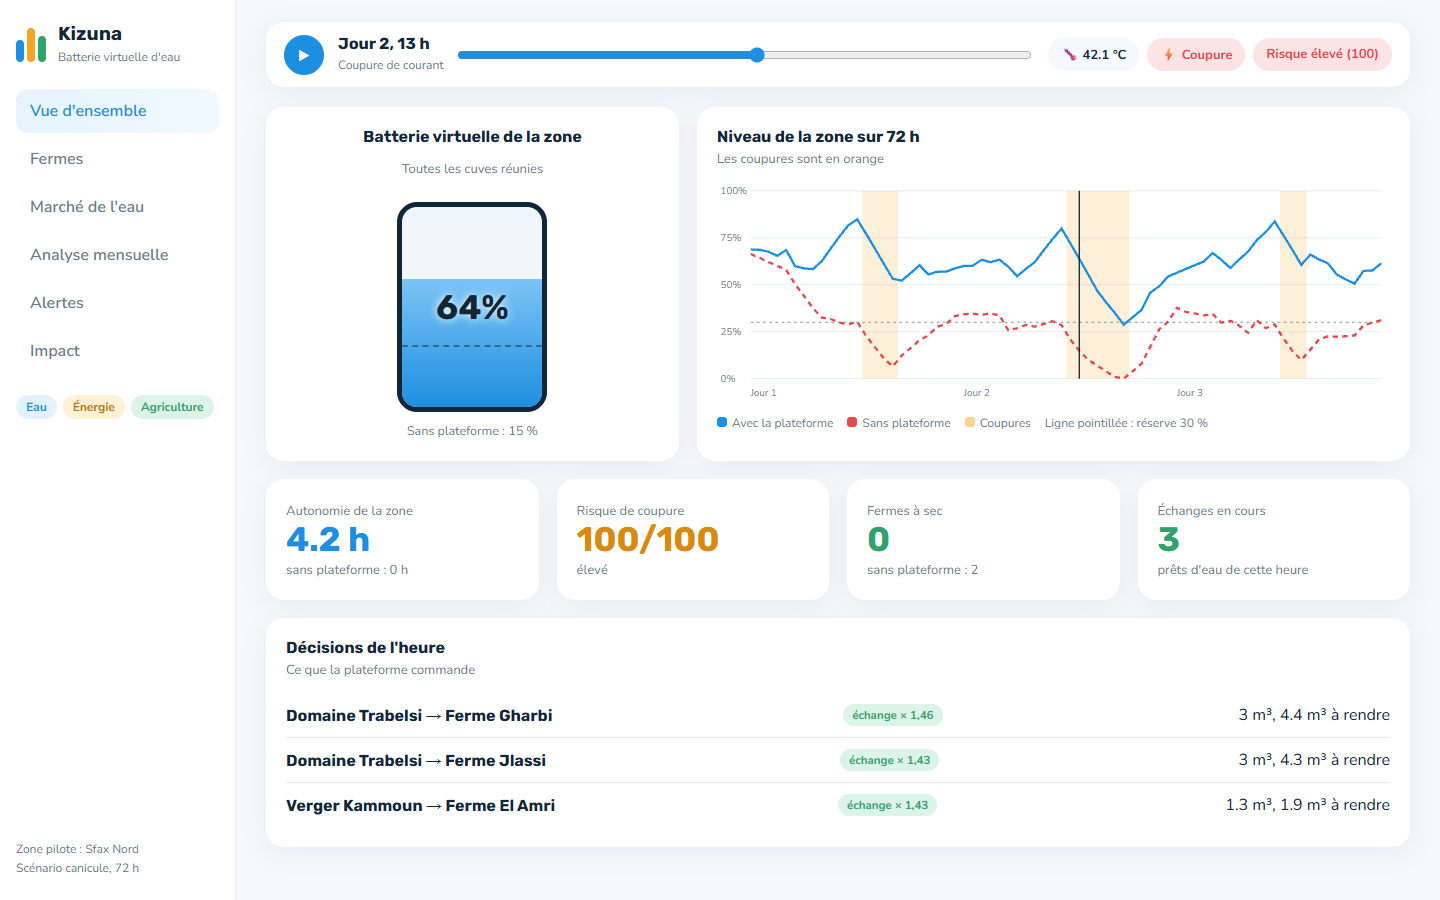 Kizuna
Batterie virtuelle d'eau
Vue d'ensemble
Fermes
Marché de l'eau
Analyse mensuelle
Alertes
Impact
Eau Énergie Agriculture
Zone pilote : Sfax Nord
Scénario canicule, 72 h
Jour 2, 13 h
Coupure de courant
42.1 °C
Coupure
Risque élevé (100)
Batterie virtuelle de la zone
Toutes les cuves réunies
64%
Sans plateforme : 15 %
Niveau de la zone sur 72 h
Les coupures sont en orange
100%
75%
50%
25%
0%
Jour 1 Jour 2 Jour 3
Avec la plateforme Sans plateforme Coupures Ligne pointillée : réserve 30 %
Autonomie de la zone
4.2 h
sans plateforme : 0 h
Risque de coupure
100/100
élevé
Fermes à sec
0
sans plateforme : 2
Échanges en cours
3
prêts d'eau de cette heure
Décisions de l'heure
Ce que la plateforme commande
Domaine Trabelsi → Ferme Gharbi échange × 1,46 3 m³, 4.4 m³ à rendre
Domaine Trabelsi → Ferme Jlassi échange × 1,43 3 m³, 4.3 m³ à rendre
Verger Kammoun → Ferme El Amri échange × 1,43 1.3 m³, 1.9 m³ à rendre